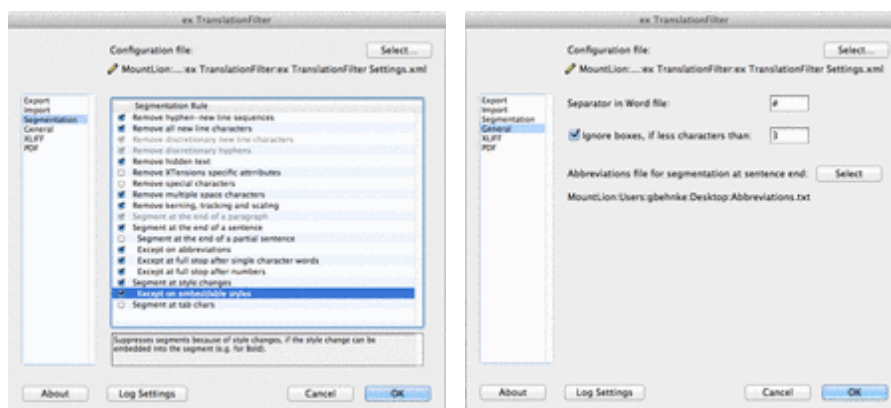 ex TranslationFilter
Configuration file:
Select...
MountLion:...:ex TranslationFilter:ex TranslationFilter Settings.xml
Export
Import
Segmentation
General
XLIFF
PDF
Segmentation Rule
Remove hyphen-new line sequences
Remove all new line characters
Remove discretionary new line characters
Remove discretionary hyphens
Remove hidden text
Remove XTensions specific attributes
Remove special characters
Remove multiple space characters
Remove kerning, tracking and scaling
Segment at the end of a paragraph
Segment at the end of a sentence
Segment at the end of a partial sentence
Except on abbreviations
Except at full stop after single character words
Except at full stop after numbers
Segment at style changes
Except on embeddable styles
Segment at tab chars
Suppresses segments because of style changes, if the style change can be
embedded into the segment (e.g. for Bold).
About
Log Settings
Cancel
OK
ex TranslationFilter
Configuration file:
Select...
MountLion:...:ex TranslationFilter:ex TranslationFilter Settings.xml
Export
Import
Segmentation
General
XLIFF
PDF
Separator in Word file:
#
Ignore boxes, if less characters than:
3
Abbreviations file for segmentation at sentence end:
Select
MountLion:Users:gbehnke:Desktop:Abbreviations.txt
About
Log Settings
Cancel
OK